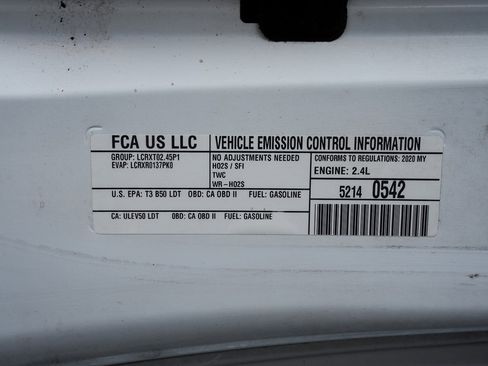 FCA US LLC
VEHICLE EMISSION CONTROL INFORMATION
GROUP: LCRXT02.45P1
EVAP: LCRXR0137PK0
NO ADJUSTMENTS NEEDED
HO2S / SFI
TWC
WR-HO2S
CONFORMS TO REGULATIONS: 2020 MY
ENGINE: 2.4L
U.S. EPA: T3 B50 LDT OBD: CA OBD II FUEL: GASOLINE
5214 0542
CA: ULEV50 LDT OBD: CA OBD II FUEL: GASOLINE